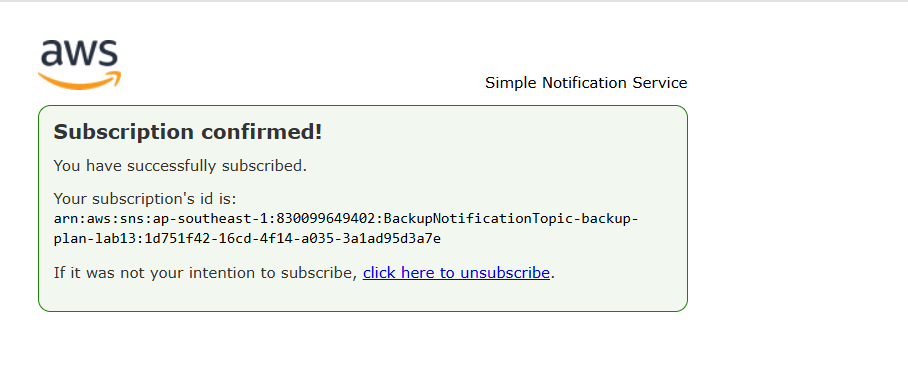 aws
Simple Notification Service
Subscription confirmed!
You have successfully subscribed.
Your subscription's id is:
arn:aws:sns:ap-southeast-1:830099649402:BackupNotificationTopic-backup-
plan-lab13:1d751f42-16cd-4f14-a035-3a1ad95d3a7e
If it was not your intention to subscribe, click here to unsubscribe.